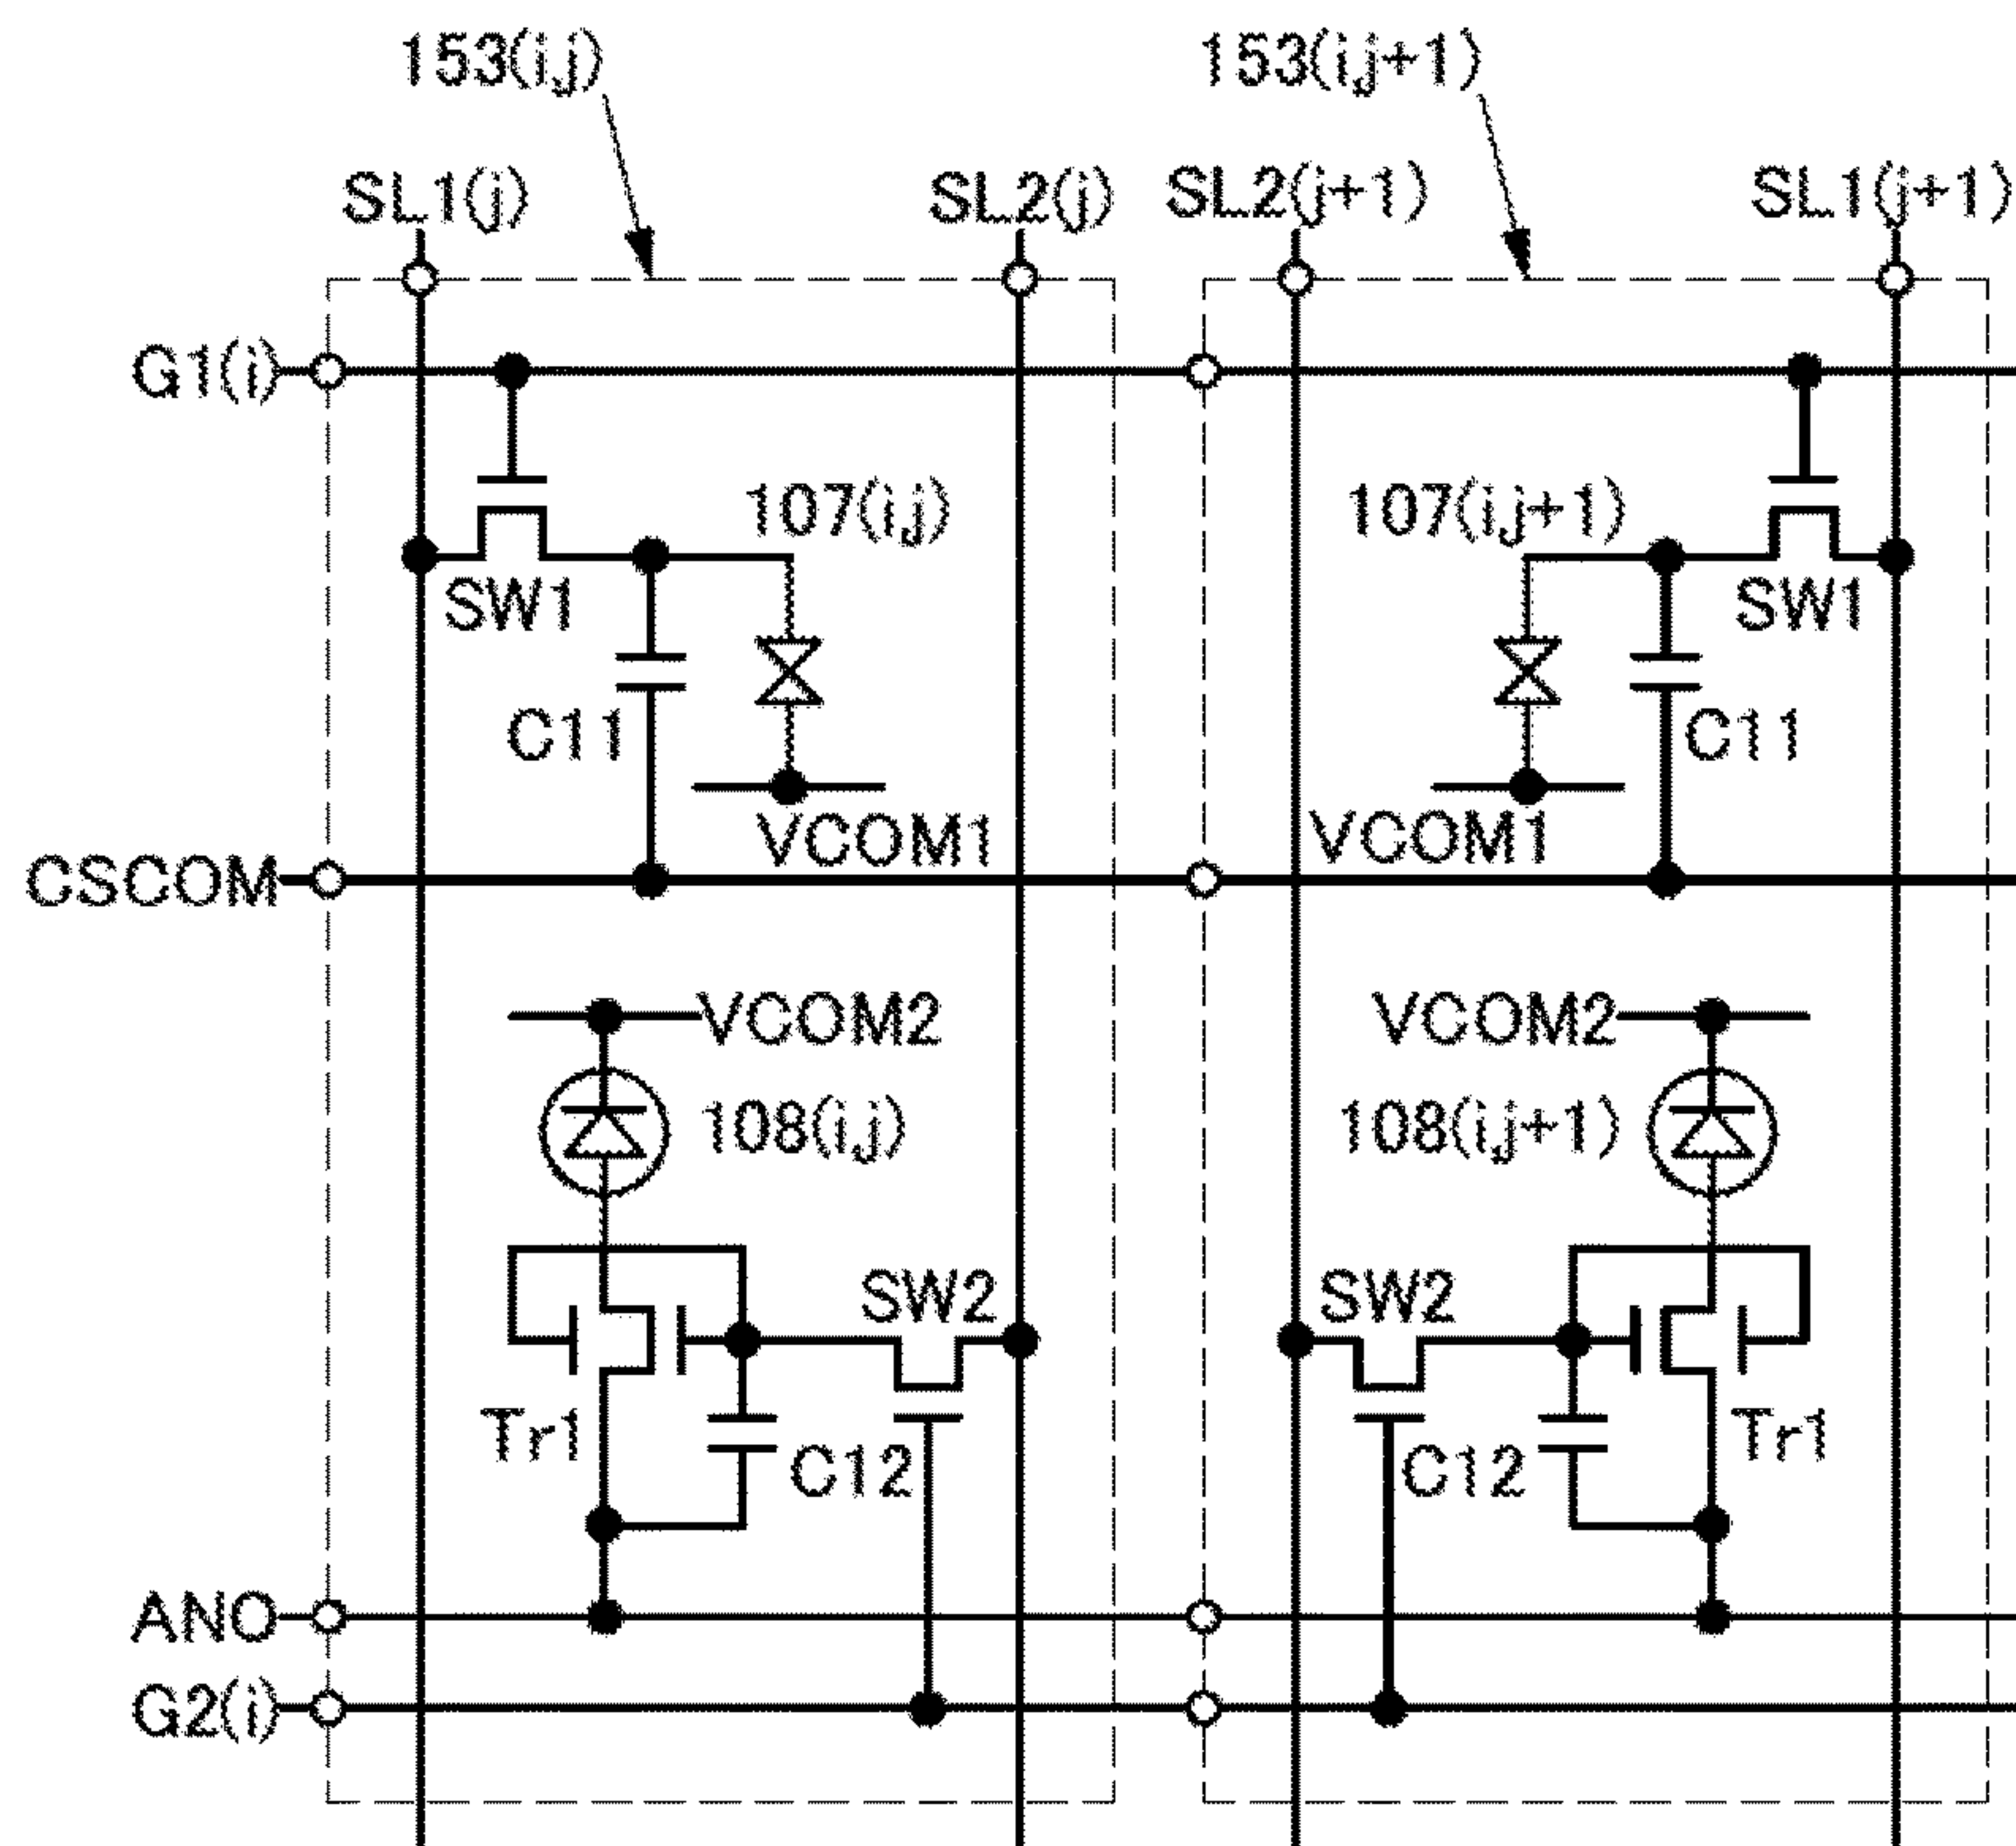 153(i,j)
153(i,j+1)
SL1(j)
SL2(j)
SL2(j+1)
SL1(j+1)
G1(i)
107(i,j)
107(i,j+1)
SW1
SW1
C11
C11
VCOM1
VCOM1
CSCOM
VCOM2
VCOM2
108(i,j)
108(i,j+1)
SW2
SW2
Tr1
C12
C12
Tr1
ANO
G2(i)